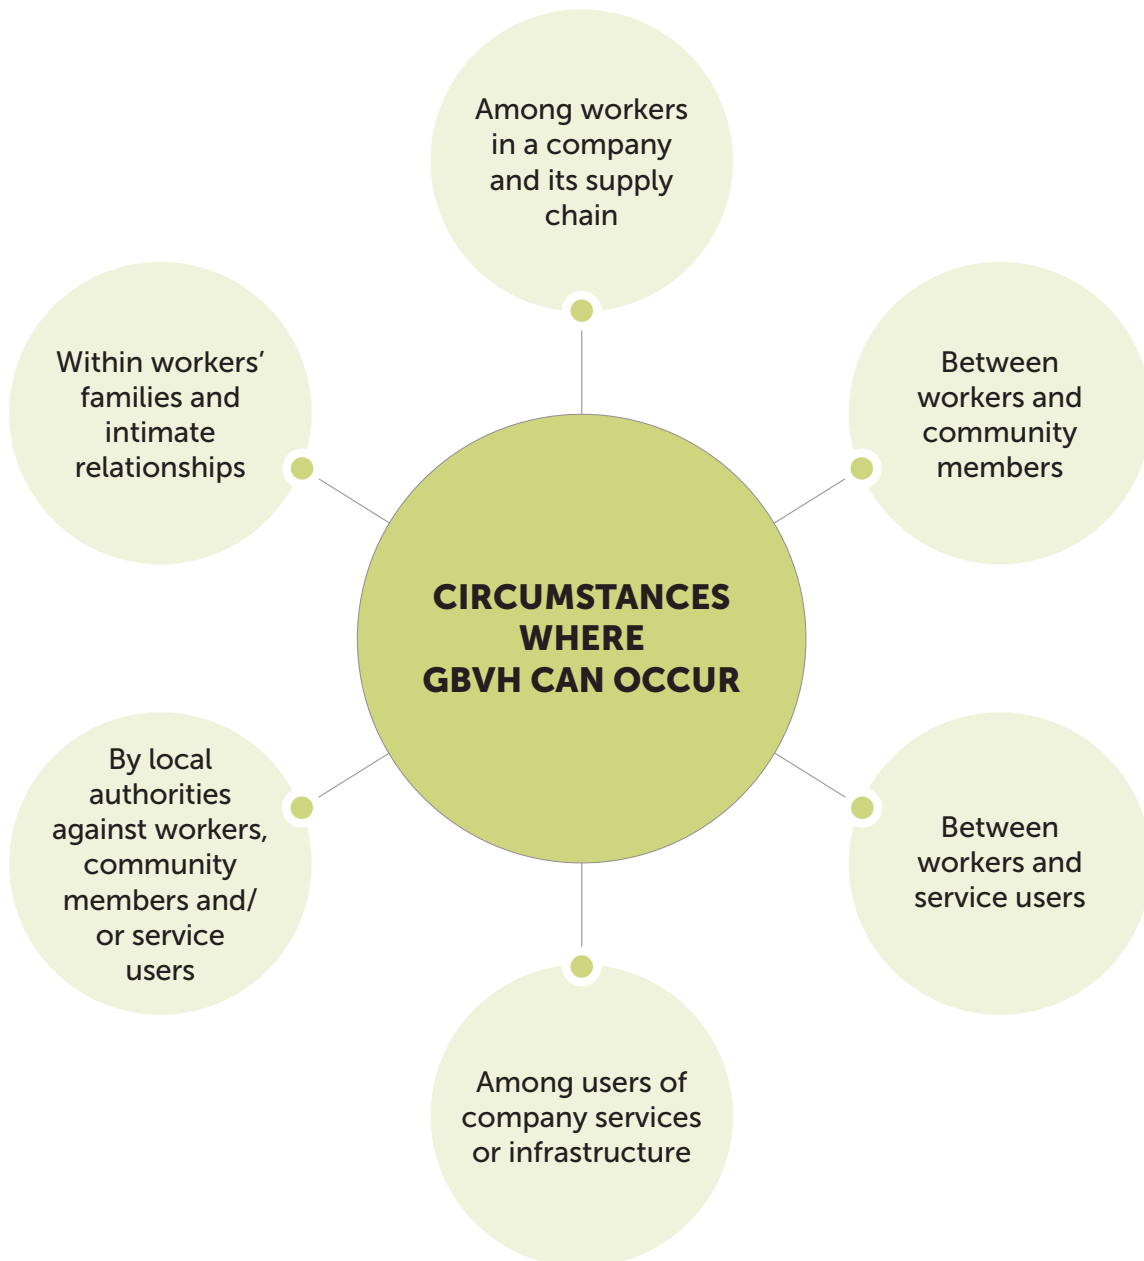 Among workers
in a company
and its supply
chain
Between
workers and
community
members
Between
workers and
service users
Among users of
company services
or infrastructure
By local
authorities
against workers,
community
members and/
or service
users
Within workers’
families and
intimate
relationships
CIRCUMSTANCES
WHERE
GBVH CAN OCCUR